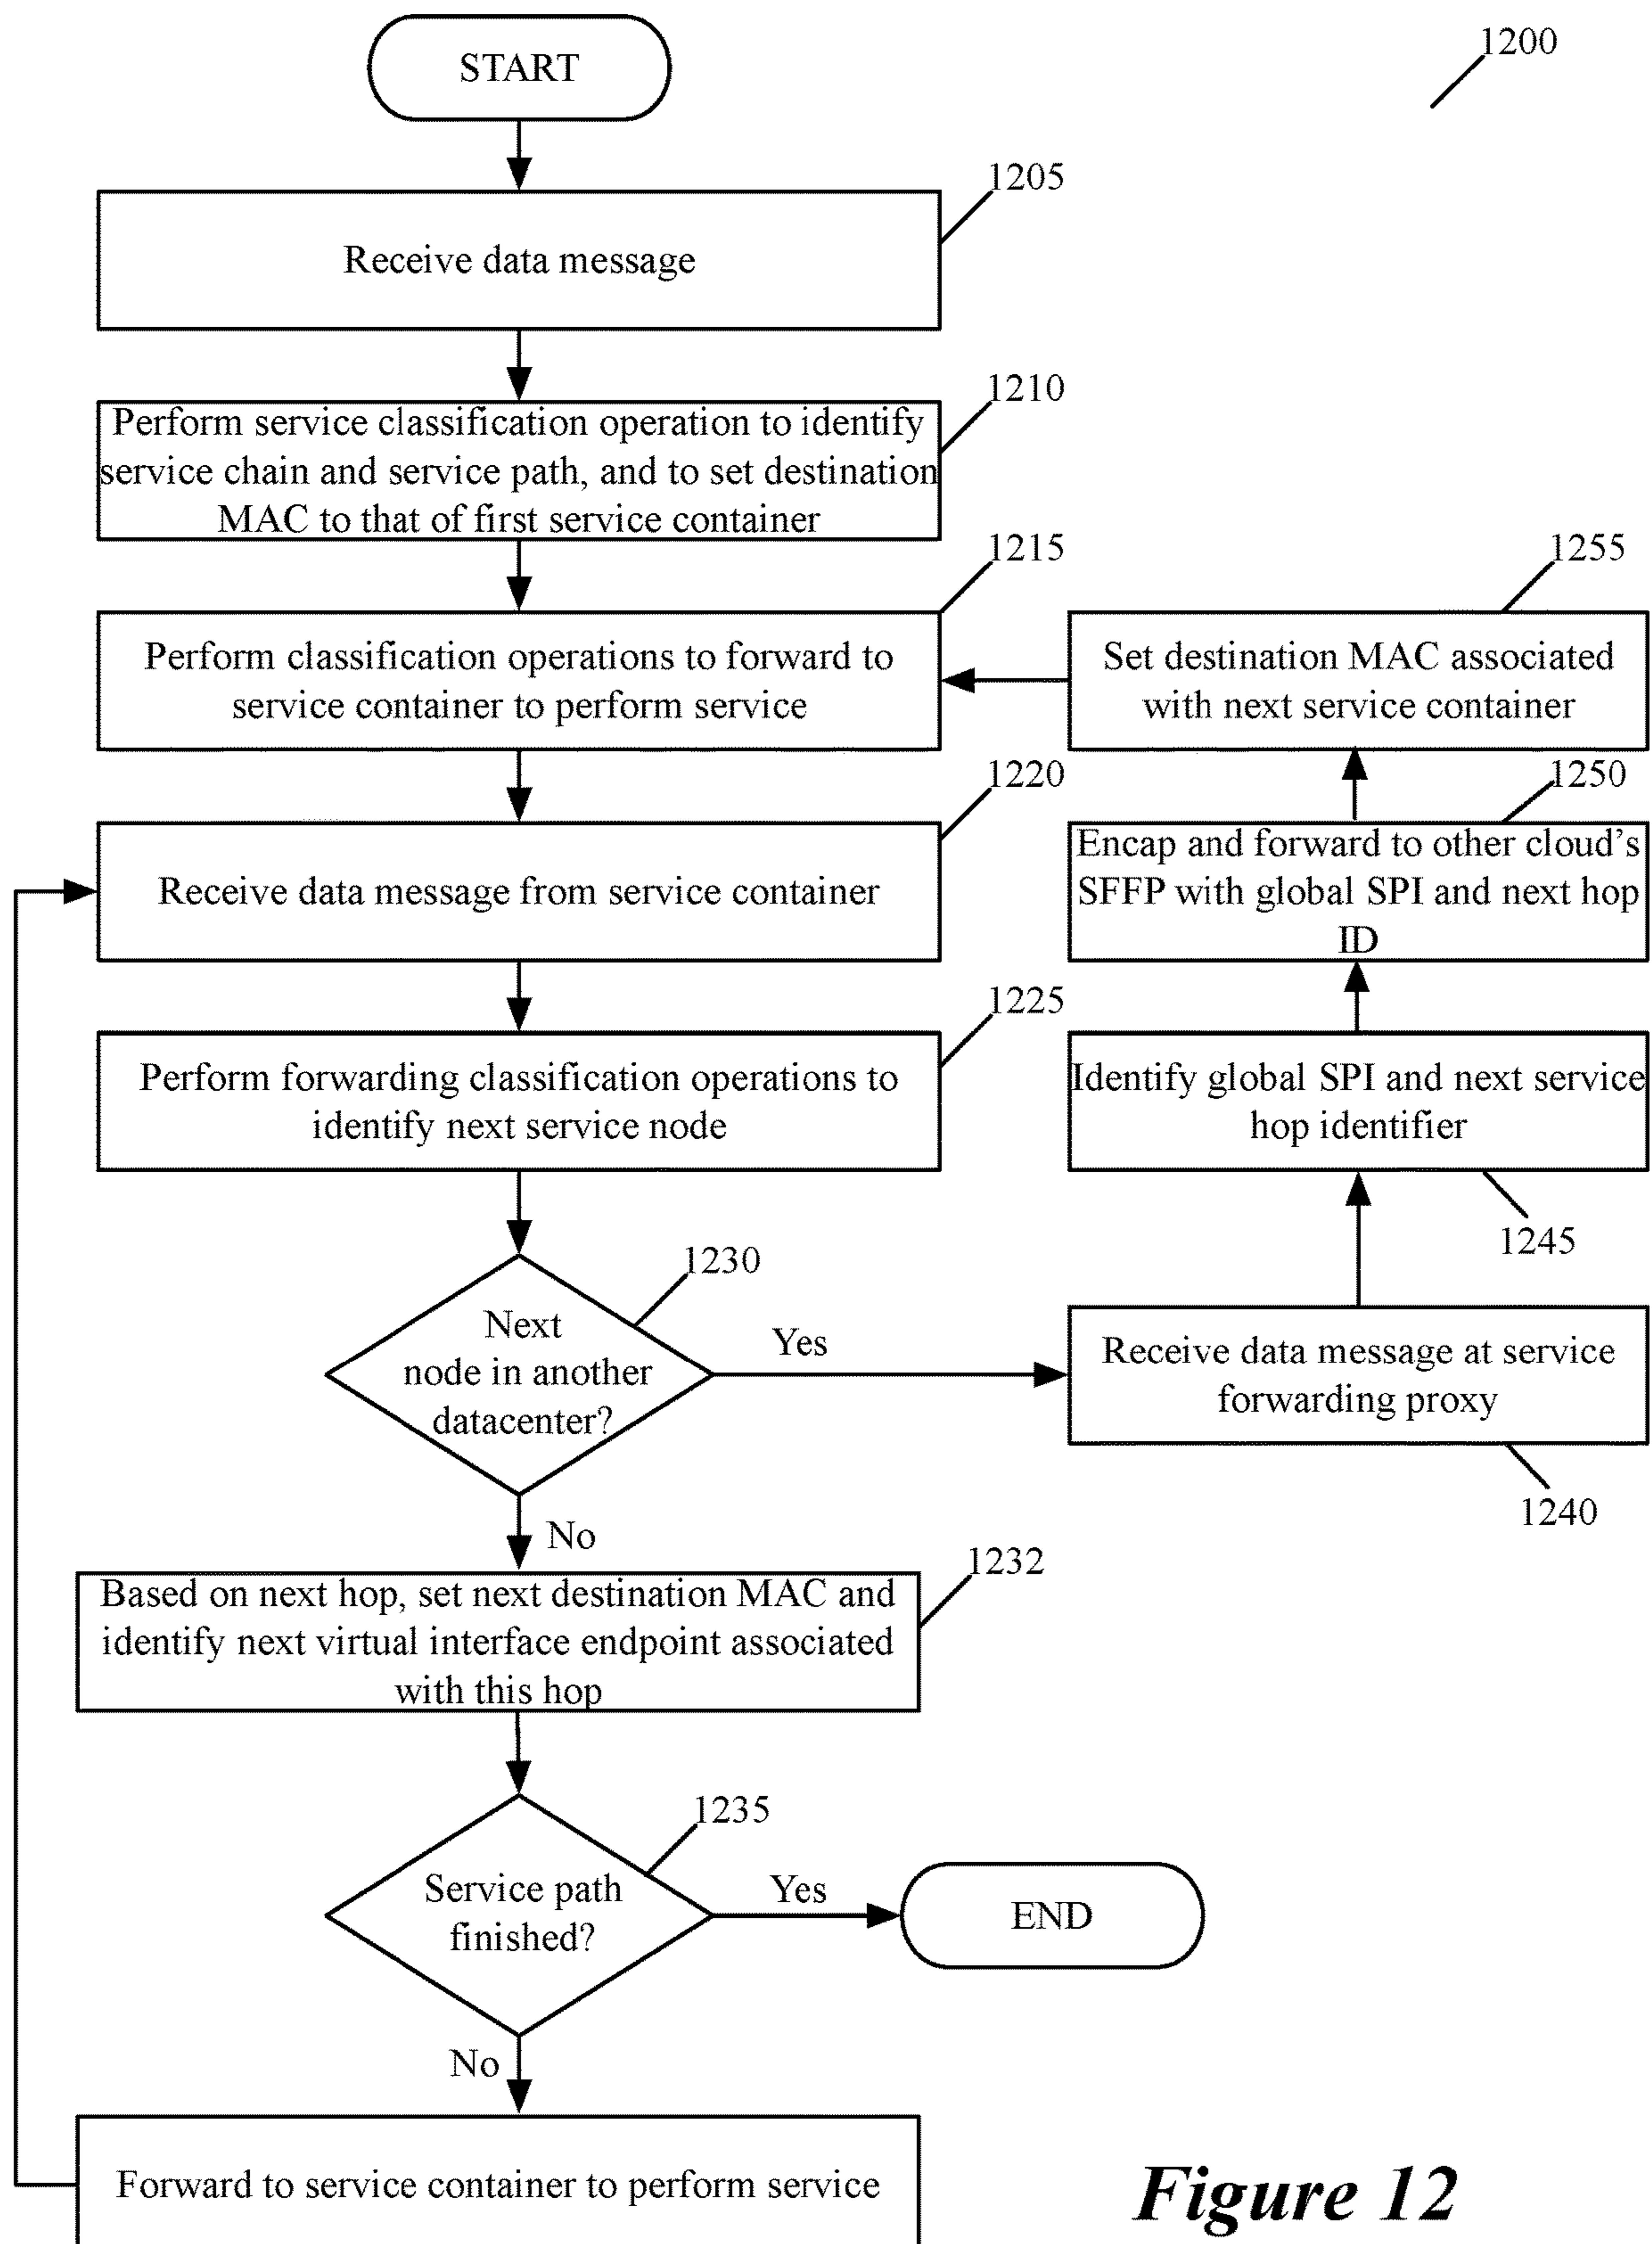 START
1200
1205
Receive data message
1210
Perform service classification operation to identify
service chain and service path, and to set destination
MAC to that of first service container
1215
Perform classification operations to forward to
service container to perform service
1255
Set destination MAC associated
with next service container
1220
Receive data message from service container
1250
Encap and forward to other cloud’s
SFFP with global SPI and next hop
ID
1225
Perform forwarding classification operations to
identify next service node
Identify global SPI and next service
hop identifier
1245
1230
Next
node in another
datacenter?
Yes
Receive data message at service
forwarding proxy
1240
No
1232
Based on next hop, set next destination MAC and
identify next virtual interface endpoint associated
with this hop
1235
Service path
finished?
Yes
END
No
Forward to service container to perform service
Figure 12